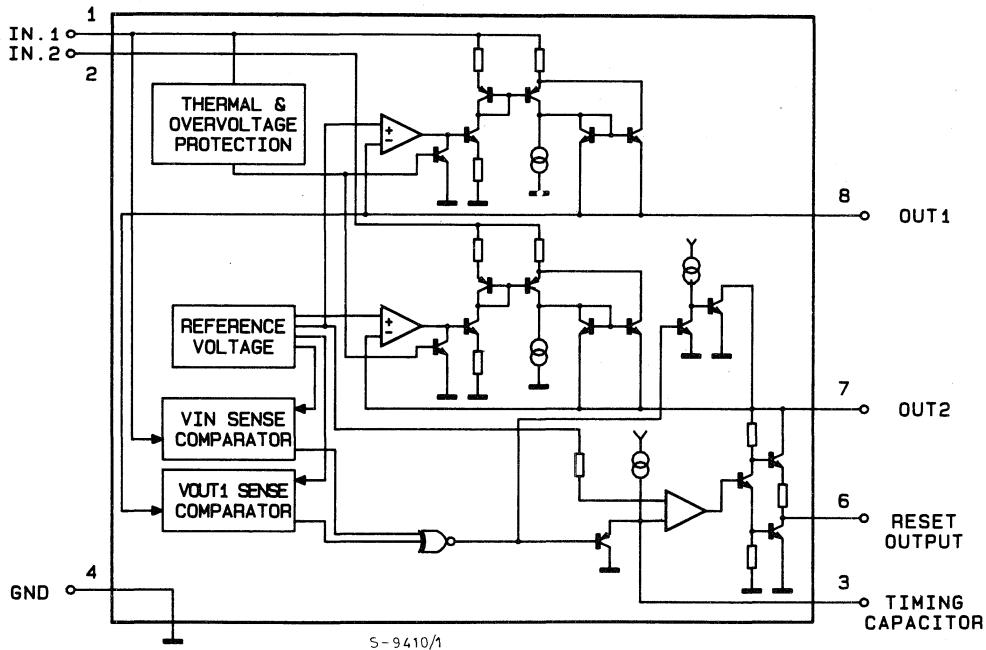 1
IN.1
IN.2
2
THERMAL &
OVERVOLTAGE
PROTECTION
+
-
8
OUT1
REFERENCE
VOLTAGE
+
-
7
OUT2
VIN SENSE
COMPARATOR
VOUT1 SENSE
COMPARATOR
6
RESET
OUTPUT
4
GND
3
TIMING
CAPACITOR
S-9410/1